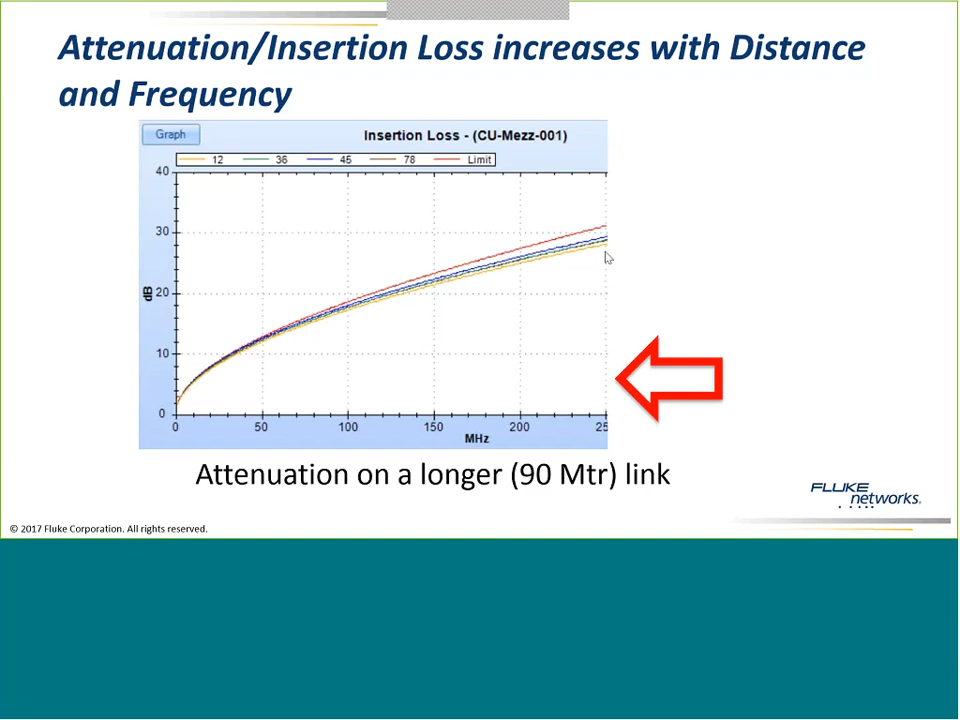 Attenuation/Insertion Loss increases with Distance
and Frequency
Graph
Insertion Loss - (CU-Mezz-001)
12 36 45 78 Limit
40
30
20
10
0
dB
0 50 100 150 200 25
MHz
Attenuation on a longer (90 Mtr) link
FLUKE
networks.
© 2017 Fluke Corporation. All rights reserved.